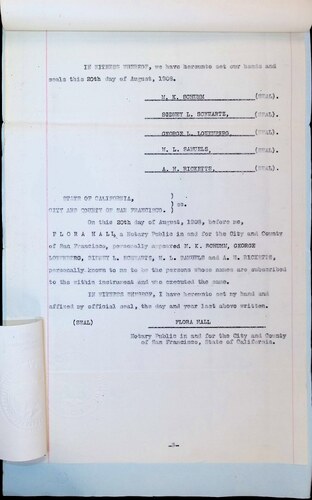 IN WITNESS WHEREOF, we have hereunto set our hands and
seals this 20th day of August, 1926.
M. K. SCHURN (SEAL).
SIDNEY L. SCHWARTZ, (SEAL).
GEORGE L. LOWENBERG, (SEAL).
M. L. SAMUELS, (SEAL).
A. H. RICKETTS, (SEAL).
STATE OF CALIFORNIA, )
) ss.
CITY AND COUNTY OF SAN FRANCISCO. )
On this 20th day of August, 1926, before me,
FLORA HALL, a Notary Public in and for the City and County
of San Francisco, personally appeared M. K. SCHURN, GEORGE
LOWENBERG, SIDNEY L. SCHWARTZ, M. L. SAMUELS and A. H. RICKETTS,
personally known to me to be the persons whose names are subscribed
to the within instrument and who executed the same.
IN WITNESS WHEREOF, I have hereunto set my hand and
affixed my official seal, the day and year last above written.
(SEAL) FLORA HALL
Notary Public in and for the City and County
of San Francisco, State of California.
-3-